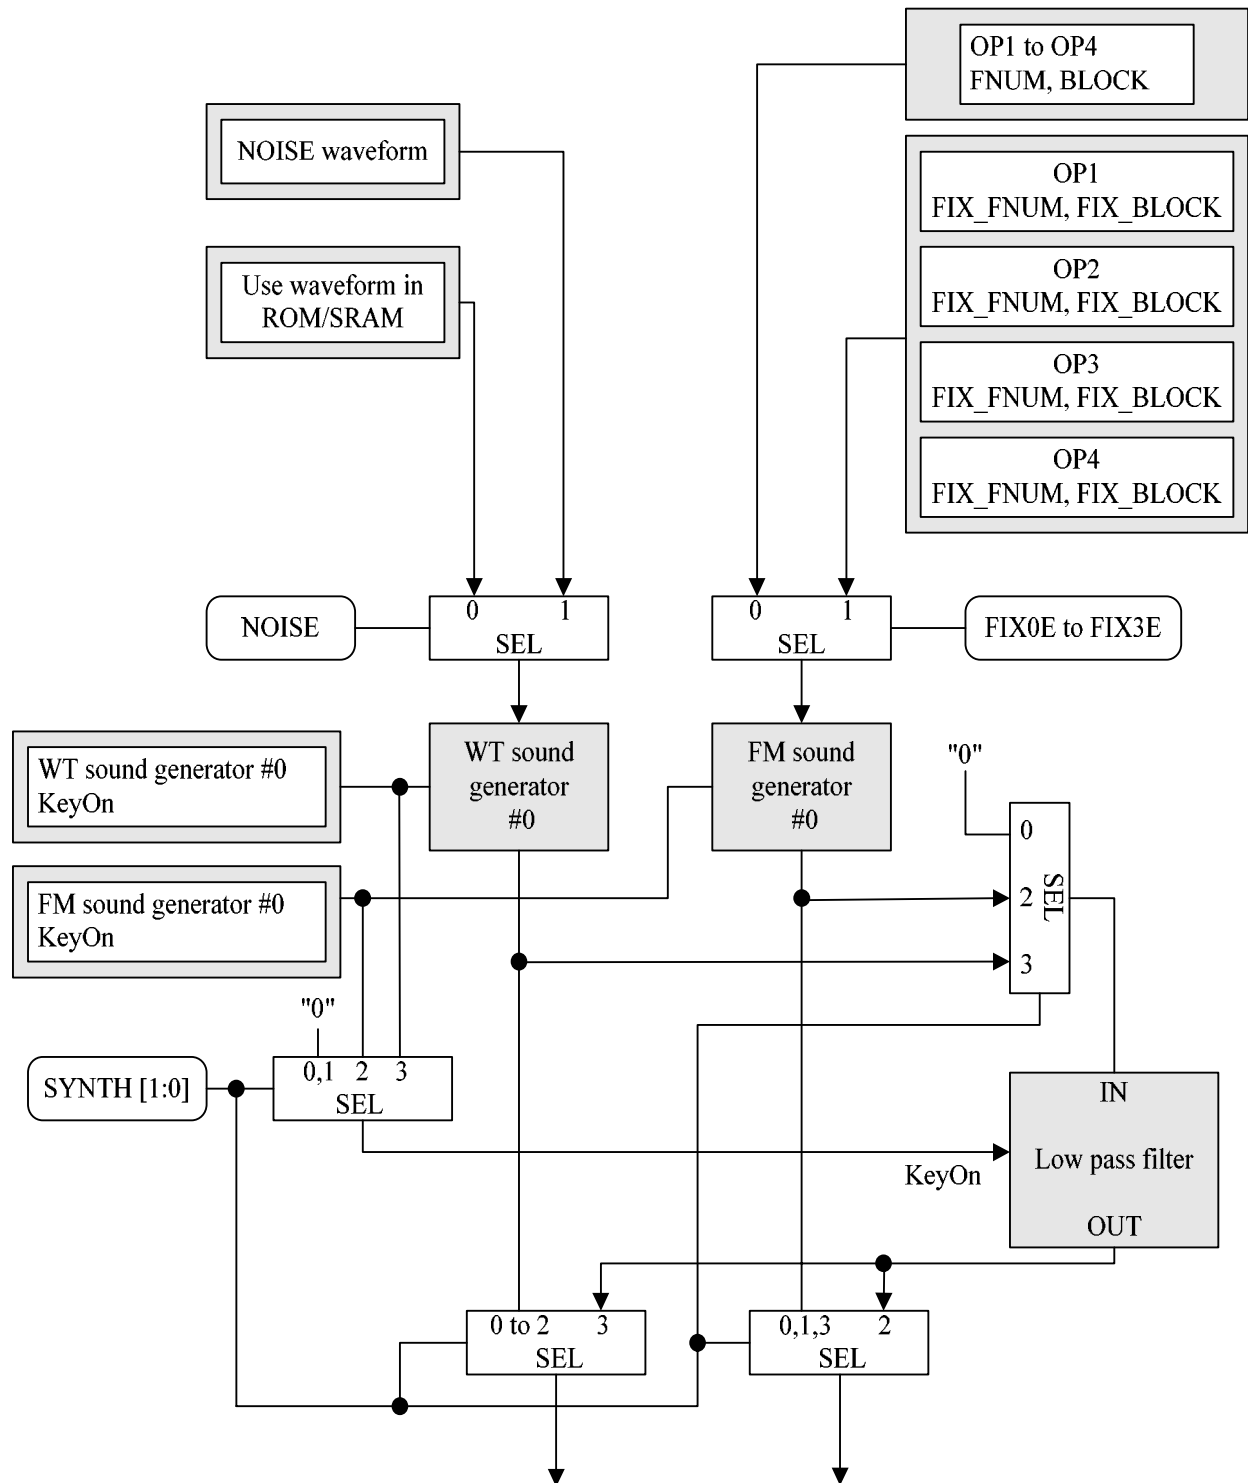 OP1 to OP4
FNUM, BLOCK
NOISE waveform
OP1
FIX_FNUM, FIX_BLOCK
Use waveform in
ROM/SRAM
OP2
FIX_FNUM, FIX_BLOCK
OP3
FIX_FNUM, FIX_BLOCK
OP4
FIX_FNUM, FIX_BLOCK
NOISE
0 1
SEL
0 1
SEL
FIX0E to FIX3E
WT sound generator #0
KeyOn
WT sound
generator
#0
FM sound
generator
#0
"0"
0
2
3
SEL
FM sound generator #0
KeyOn
"0"
SYNTH [1:0]
0,1 2 3
SEL
KeyOn
IN
Low pass filter
OUT
0 to 2 3
SEL
0,1,3 2
SEL